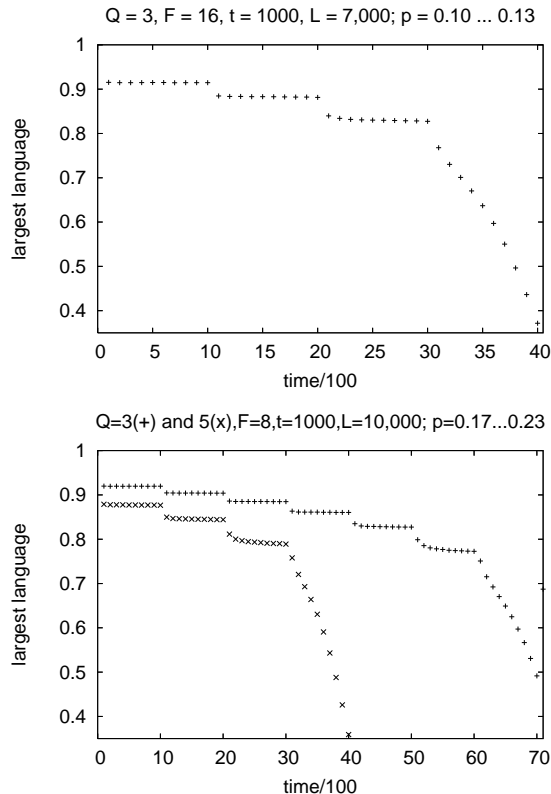 Q = 3, F = 16, t = 1000, L = 7,000; p = 0.10 ... 0.13
1
0.9
0.8
0.7
0.6
0.5
0.4
largest language
0 5 10 15 20 25 30 35 40
time/100
Q=3(+) and 5(x),F=8,t=1000,L=10,000; p=0.17...0.23
1
0.9
0.8
0.7
0.6
0.5
0.4
largest language
0 10 20 30 40 50 60 70
time/100